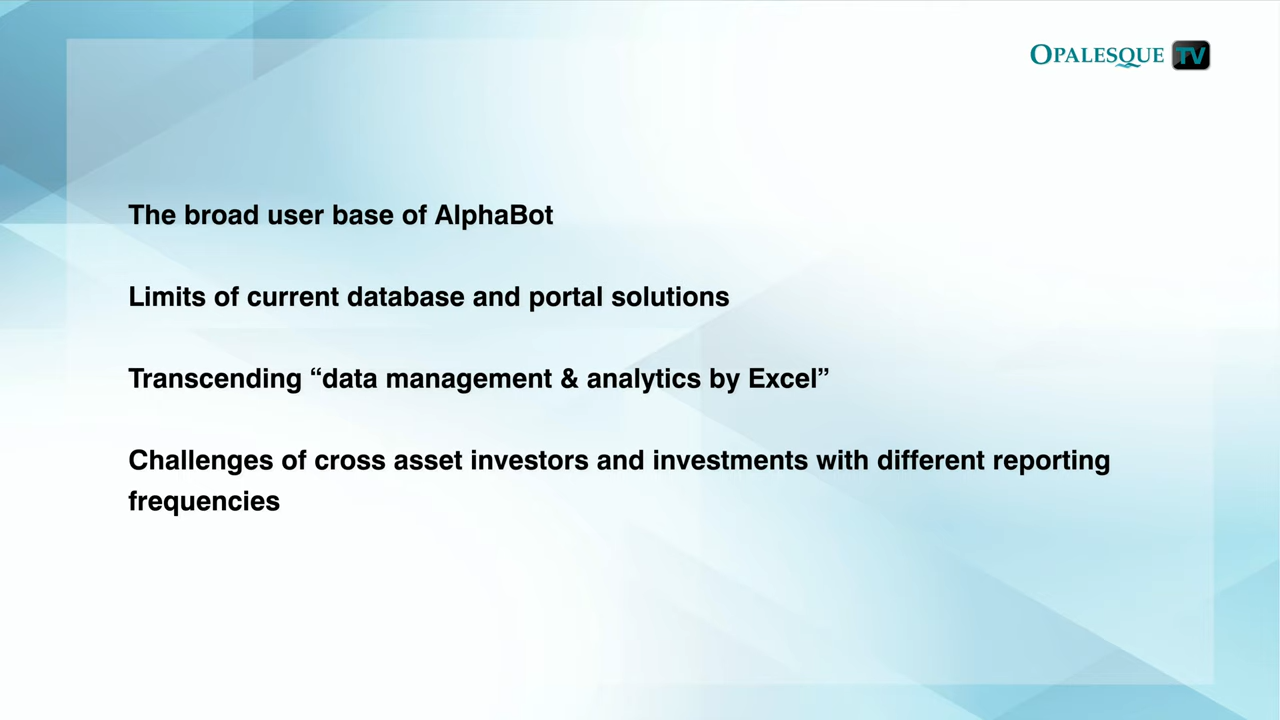 OPALESQUE TV
The broad user base of AlphaBot
Limits of current database and portal solutions
Transcending “data management & analytics by Excel”
Challenges of cross asset investors and investments with different reporting
frequencies